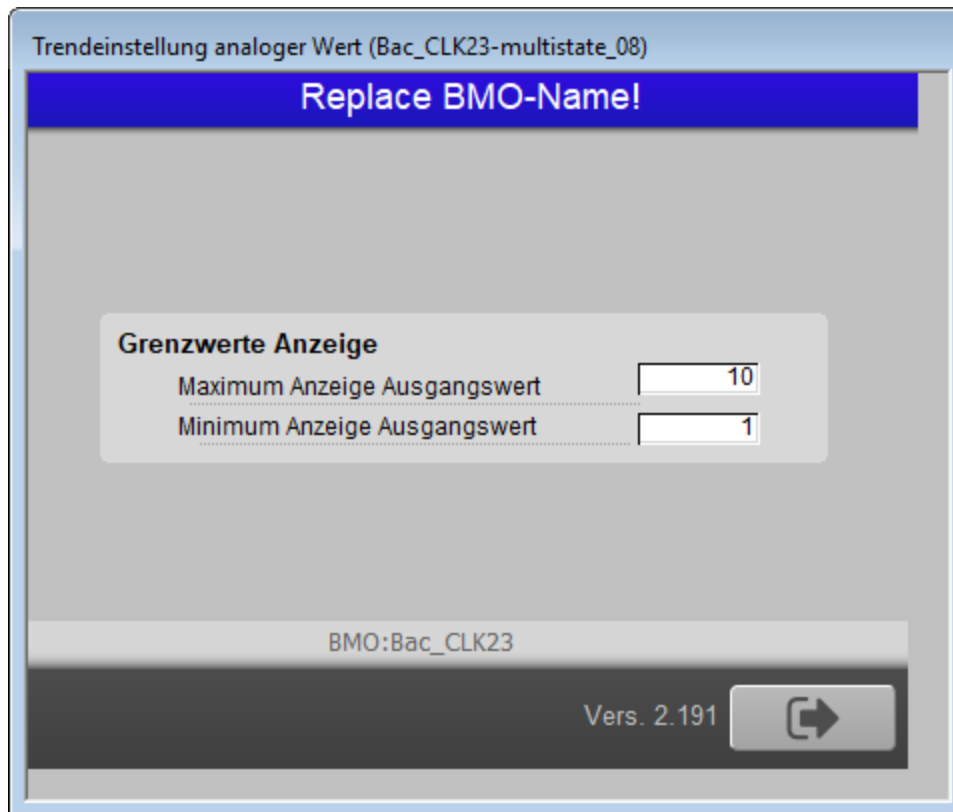 Trendeinstellung analoger Wert (Bac_CLK23-multistate_08)
Replace BMO-Name!
Grenzwerte Anzeige
Maximum Anzeige Ausgangswert 10
Minimum Anzeige Ausgangswert 1
BMO:Bac_CLK23
Vers. 2.191